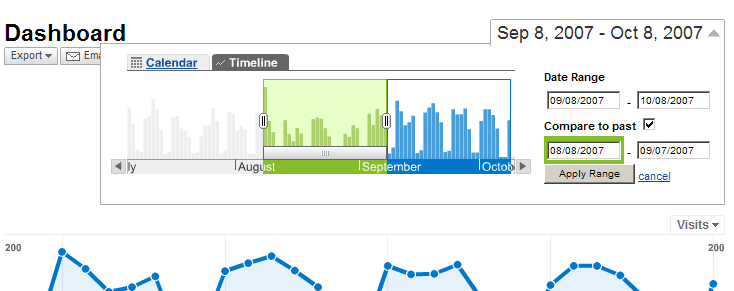 Dashboard
Sep 8, 2007 - Oct 8, 2007
Export
Ema
Calendar
Timeline
Date Range
09/08/2007 - 10/08/2007
Compare to past
08/08/2007 - 09/07/2007
Apply Range cancel
ly August September Octob
Visits
200 200